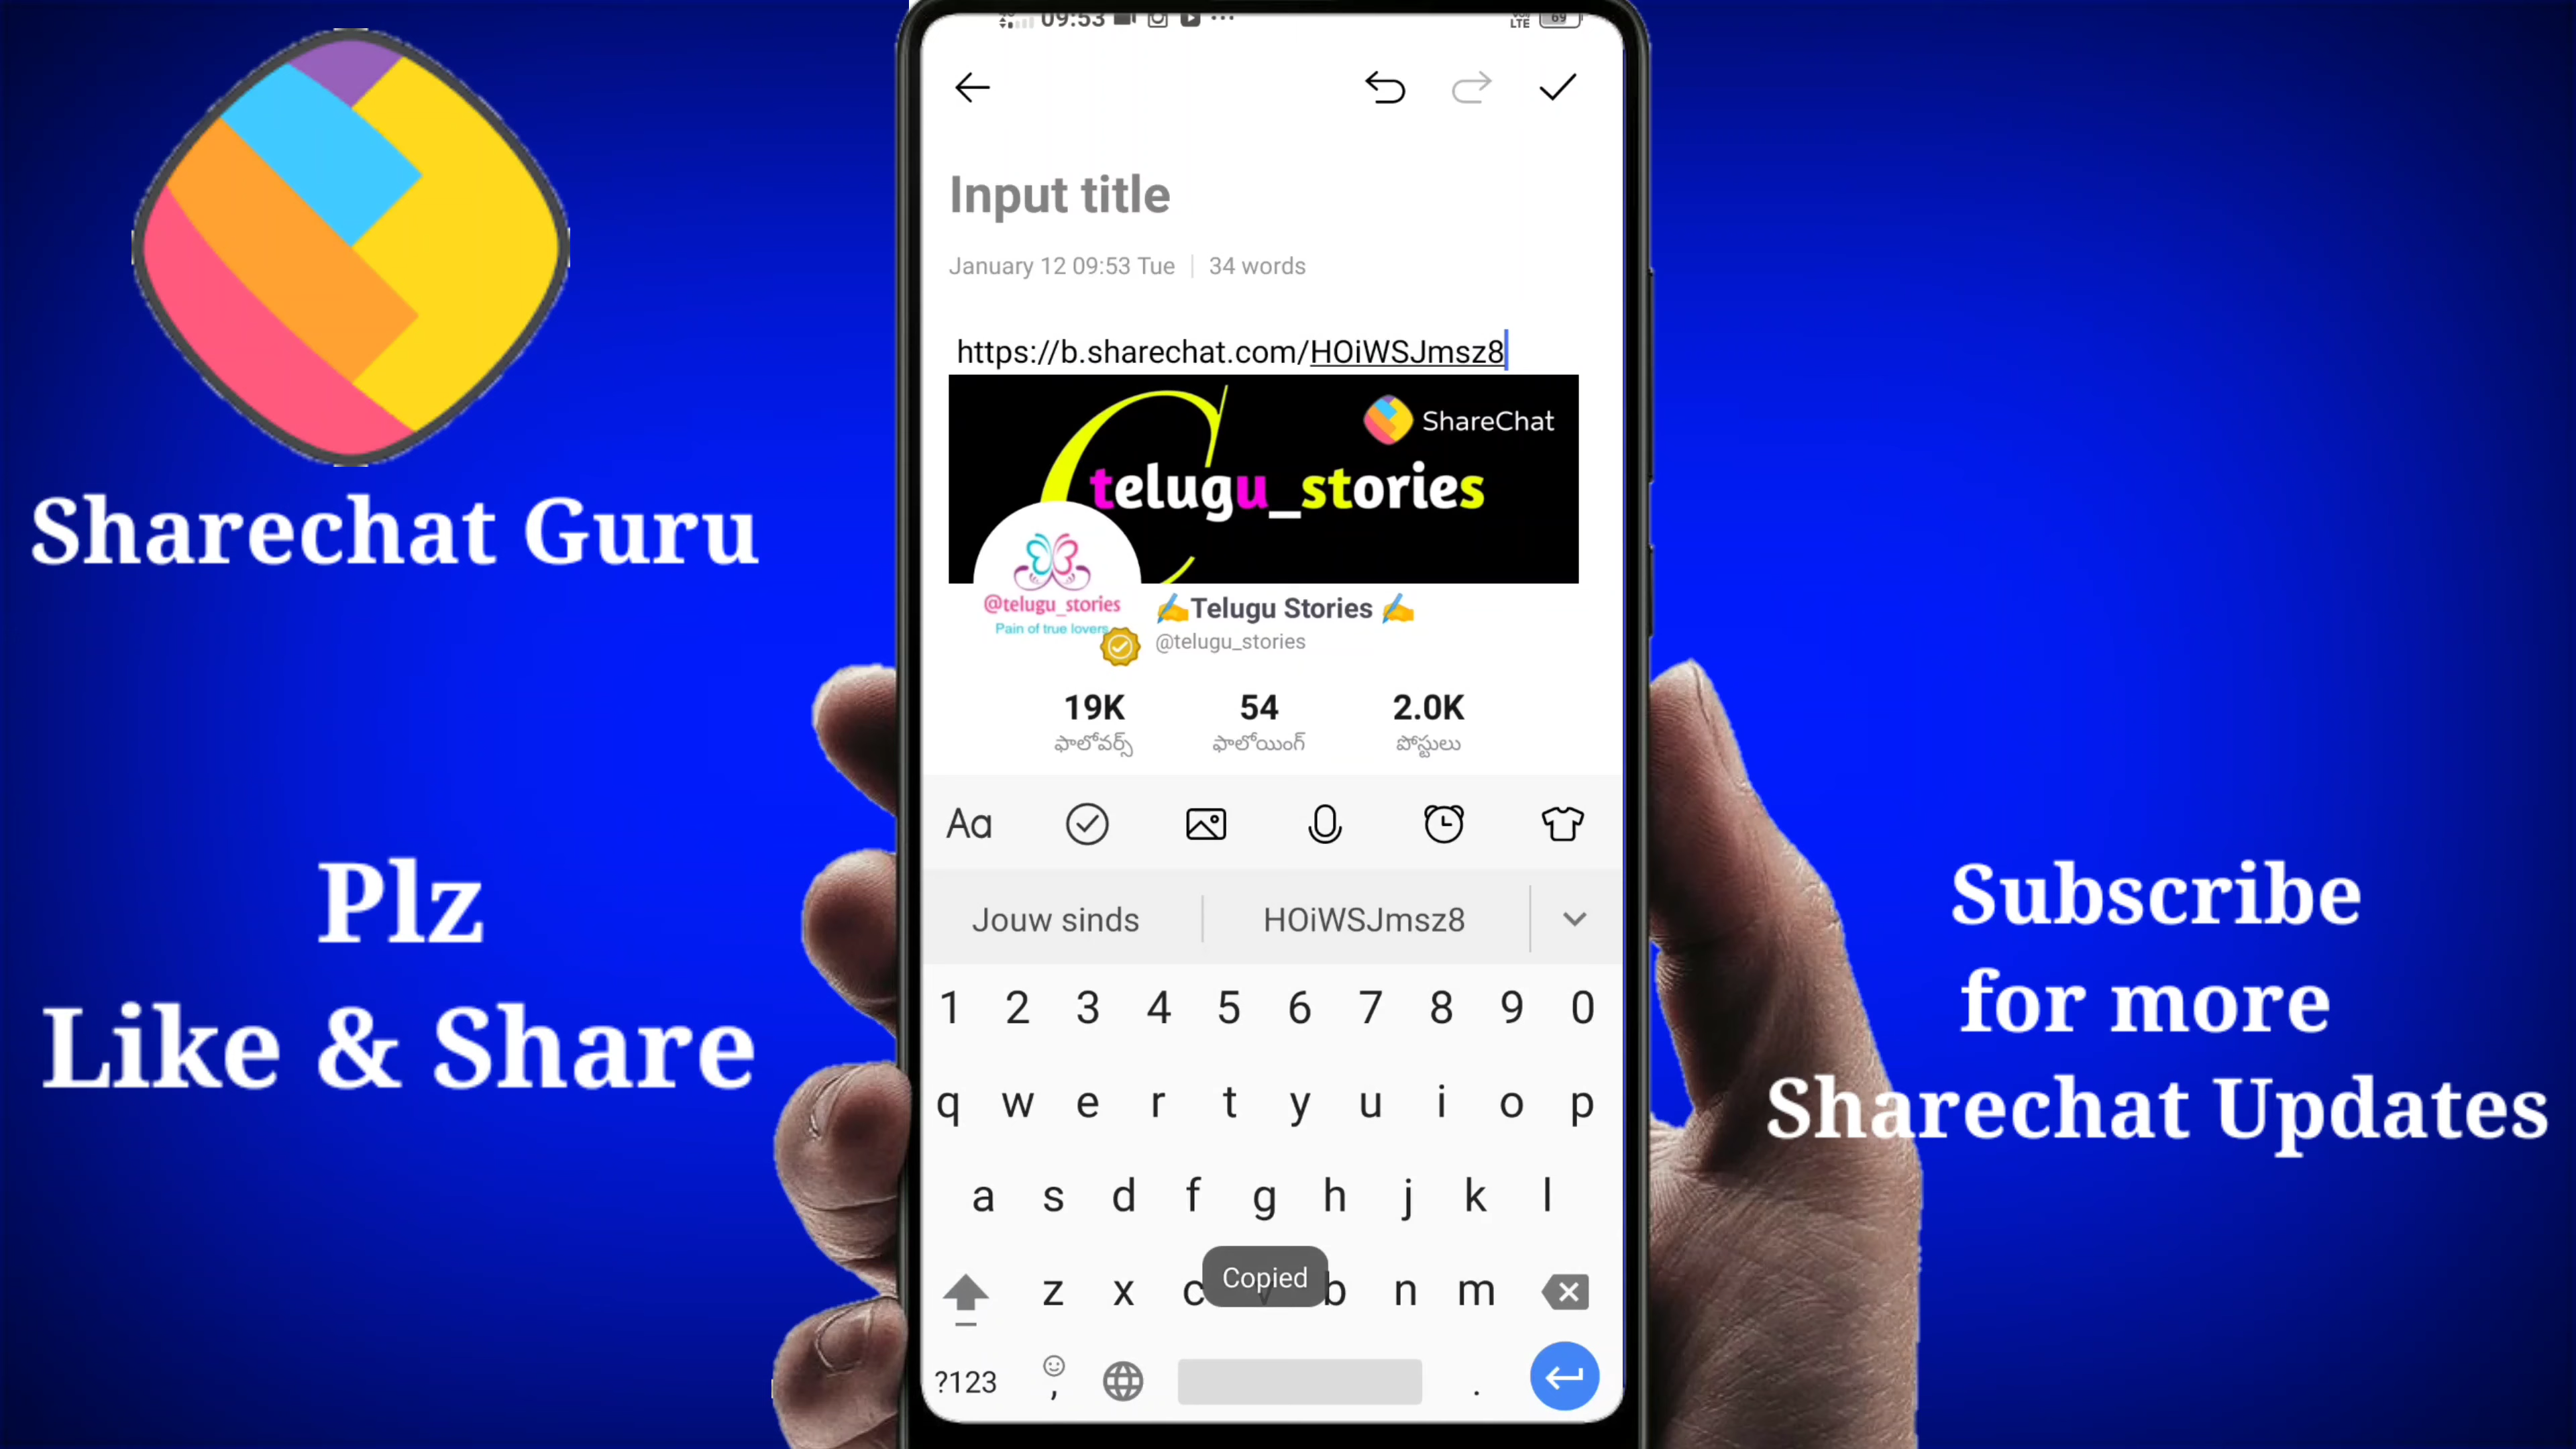 Sharechat Guru
Plz
Like & Share
09:53
VoLTE 69
Input title
January 12 09:53 Tue | 34 words
https://b.sharechat.com/HOiWSJmsz8
ShareChat
telugu_stories
@telugu_stories
Pain of true lovers
✍Telugu Stories ✍
@telugu_stories
19K 54 2.0K
ఫాలోవర్స్ ఫాలోయింగ్ పోస్టులు
Aa
Jouw sinds HOiWSJmsz8
1 2 3 4 5 6 7 8 9 0
q w e r t y u i o p
a s d f g h j k l
z x c v b n m
Copied
?123 , .
Subscribe
for more
Sharechat Updates